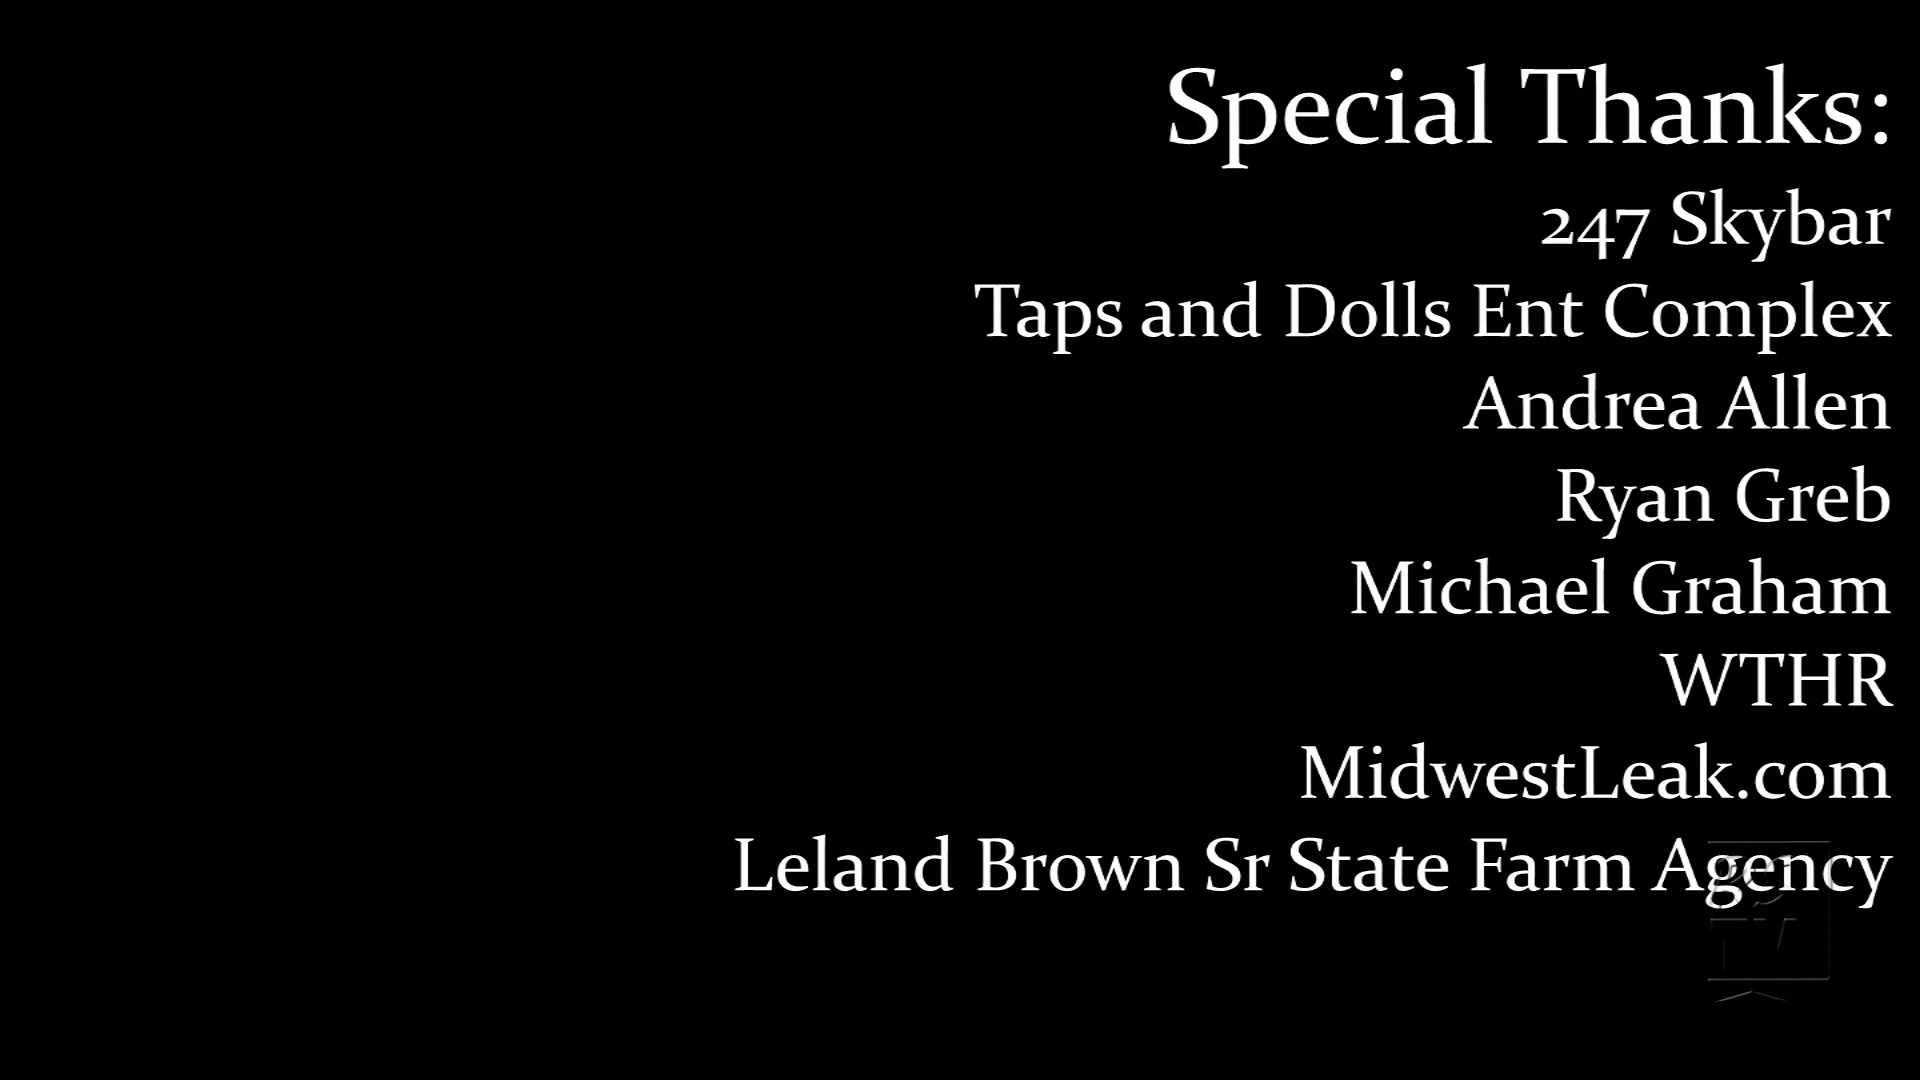 Special Thanks:
247 Skybar
Taps and Dolls Ent Complex
Andrea Allen
Ryan Greb
Michael Graham
WTHR
MidwestLeak.com
Leland Brown Sr State Farm Agency